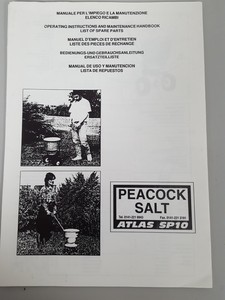 MANUALE PER L'IMPIEGO E LA MANUTENZIONE
ELENCO RICAMBI
OPERATING INSTRUCTIONS AND MAINTENANCE HANDBOOK
LIST OF SPARE PARTS
MANUEL D'EMPLOI ET D'ENTRETIEN
LISTE DES PIECES DE RECHANGE
BEDIENUNGS-UND GEBRAUCHSANLEITUNG
ERSATZTEILLISTE
MANUAL DE USO Y MANUTENCION
LISTA DE REPUESTOS
PEACOCK
SALT
ATLAS SP10